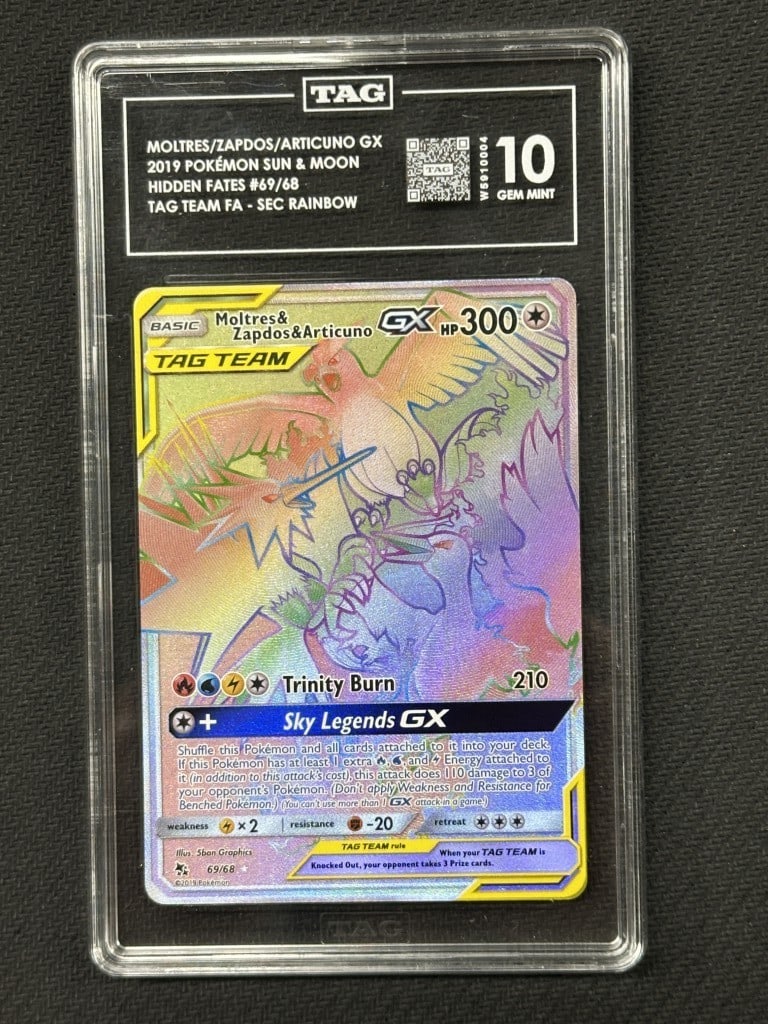 TAG
MOLTRES/ZAPDOS/ARTICUNO GX
2019 POKÉMON SUN & MOON
HIDDEN FATES #69/68
TAG TEAM FA - SEC RAINBOW
TAG
W5910004
10
GEM MINT
BASIC
Moltres&
Zapdos&Articuno GX
HP300
TAG TEAM
Trinity Burn 210
+ Sky Legends GX
Shuffle this Pokémon and all cards attached to it into your deck.
If this Pokémon has at least 1 extra , , and Energy attached to
it (in addition to this attack's cost), this attack does 110 damage to 3 of
your opponent's Pokémon. (Don't apply Weakness and Resistance for
Benched Pokémon.) (You can't use more than 1 GX attack in a game.)
weakness ×2 resistance -20 retreat
Illus. 5ban Graphics
TAG TEAM rule
When your TAG TEAM is
Knocked Out, your opponent takes 3 Prize cards.
69/68
©2019 Pokémon
TAG